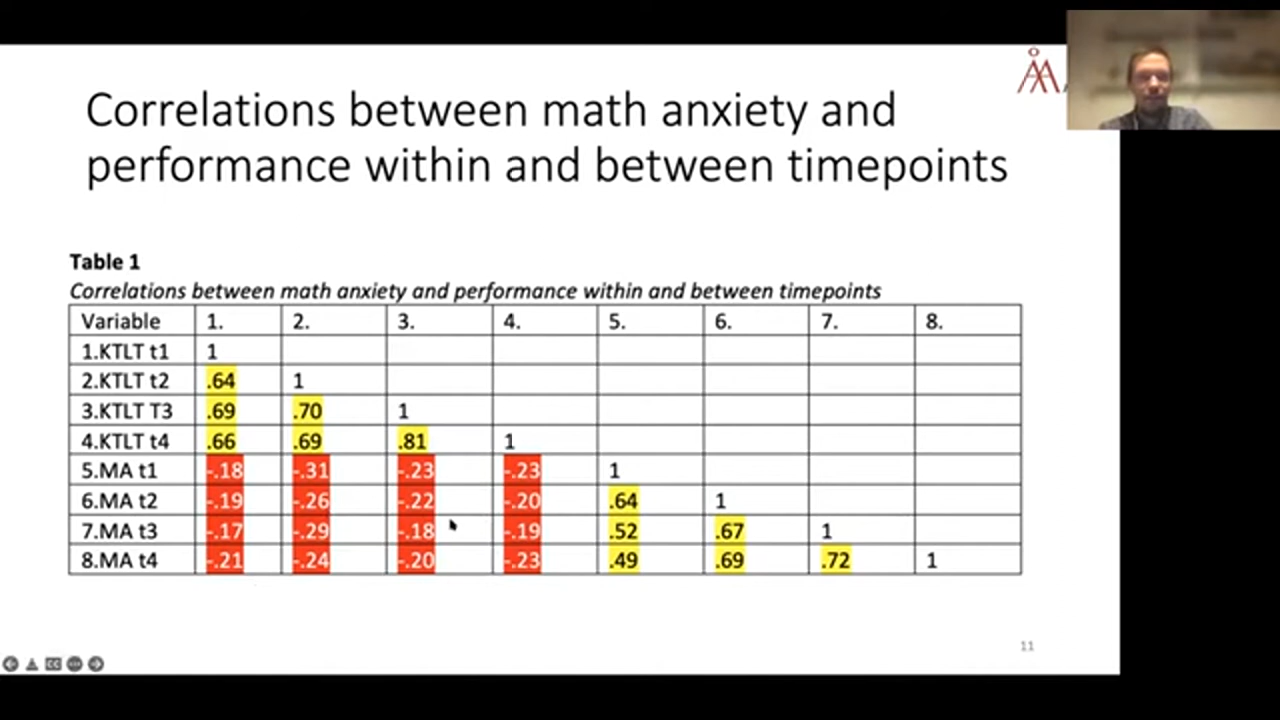 Correlations between math anxiety and
performance within and between timepoints
Table 1
Correlations between math anxiety and performance within and between timepoints
Variable 1. 2. 3. 4. 5. 6. 7. 8.
1.KTLT t1 1
2.KTLT t2 .64 1
3.KTLT T3 .69 .70 1
4.KTLT t4 .66 .69 .81 1
5.MA t1 -.18 -.31 -.23 -.23 1
6.MA t2 -.19 -.26 -.22 -.20 .64 1
7.MA t3 -.17 -.29 -.18 -.19 .52 .67 1
8.MA t4 -.21 -.24 -.20 -.23 .49 .69 .72 1
11